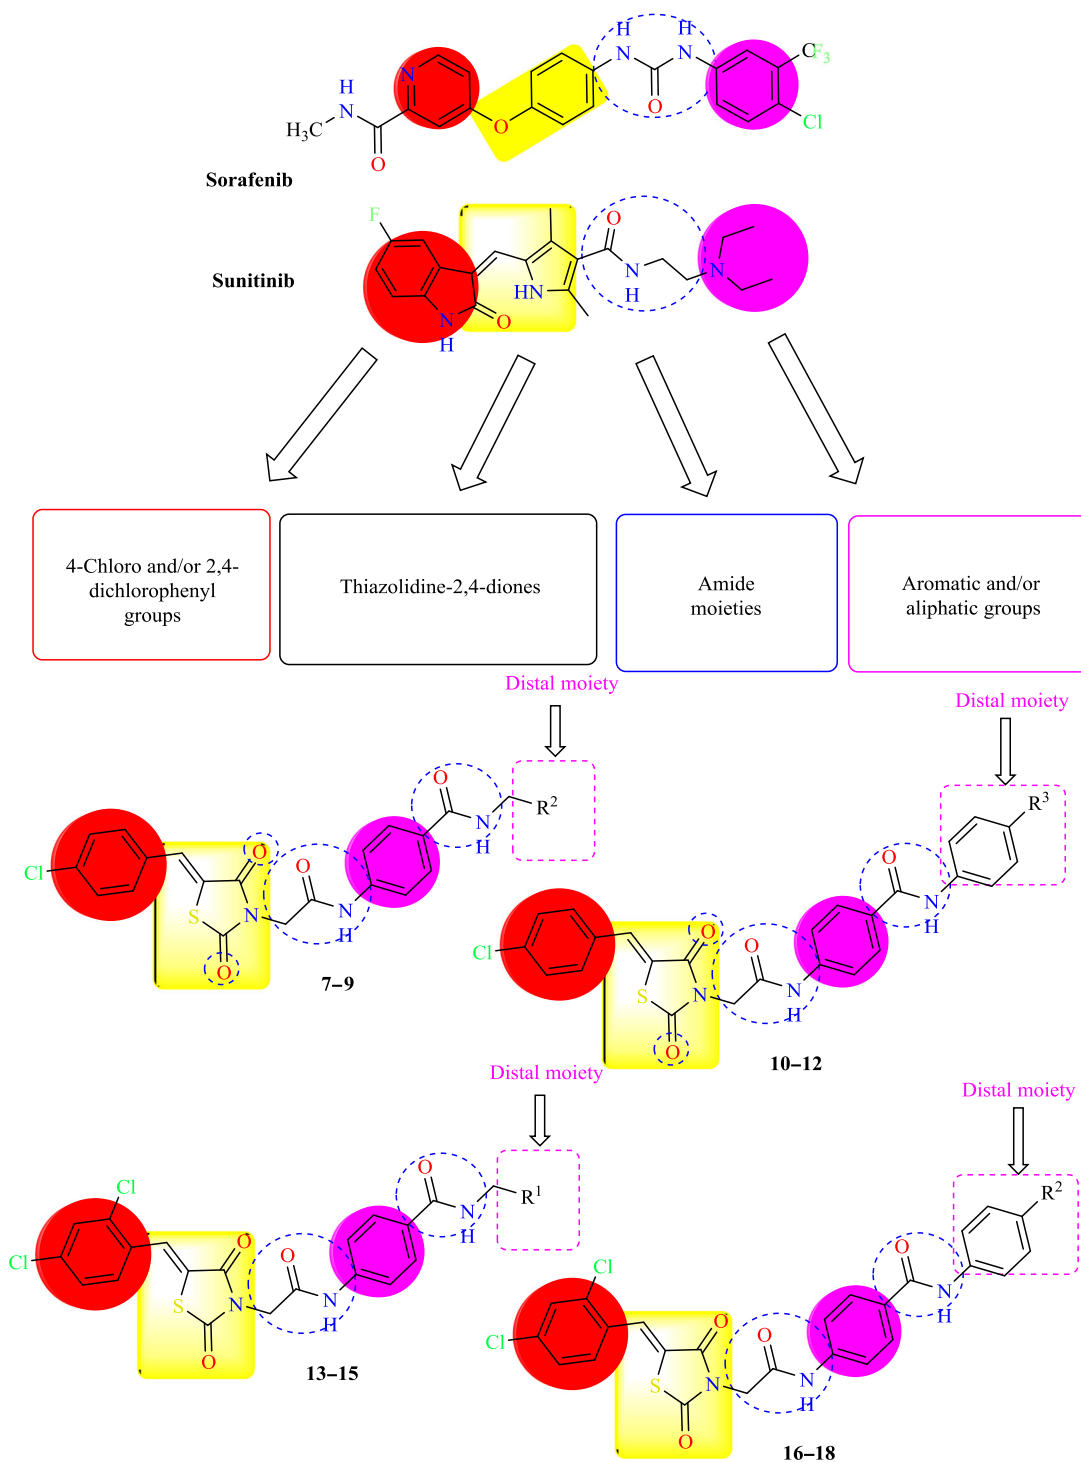 H H
N N
CF3
N
H
N
H3C
O
O
O
Cl
Sorafenib
F
O
N
H
N
HN
O
N
H
Sunitinib
4-Chloro and/or 2,4-
dichlorophenyl
groups
Thiazolidine-2,4-diones
Amide
moieties
Aromatic and/or
aliphatic groups
Distal moiety
O
R2
N
H
O
O
Cl
S
N
N
H
O
7–9
Distal moiety
R3
O
N
H
O
O
Cl
S
N
N
H
O
10–12
Distal moiety
O
R1
N
H
Cl
O
O
Cl
S
N
N
H
O
13–15
Distal moiety
R2
O
N
H
Cl
O
O
Cl
S
N
N
H
O
16–18